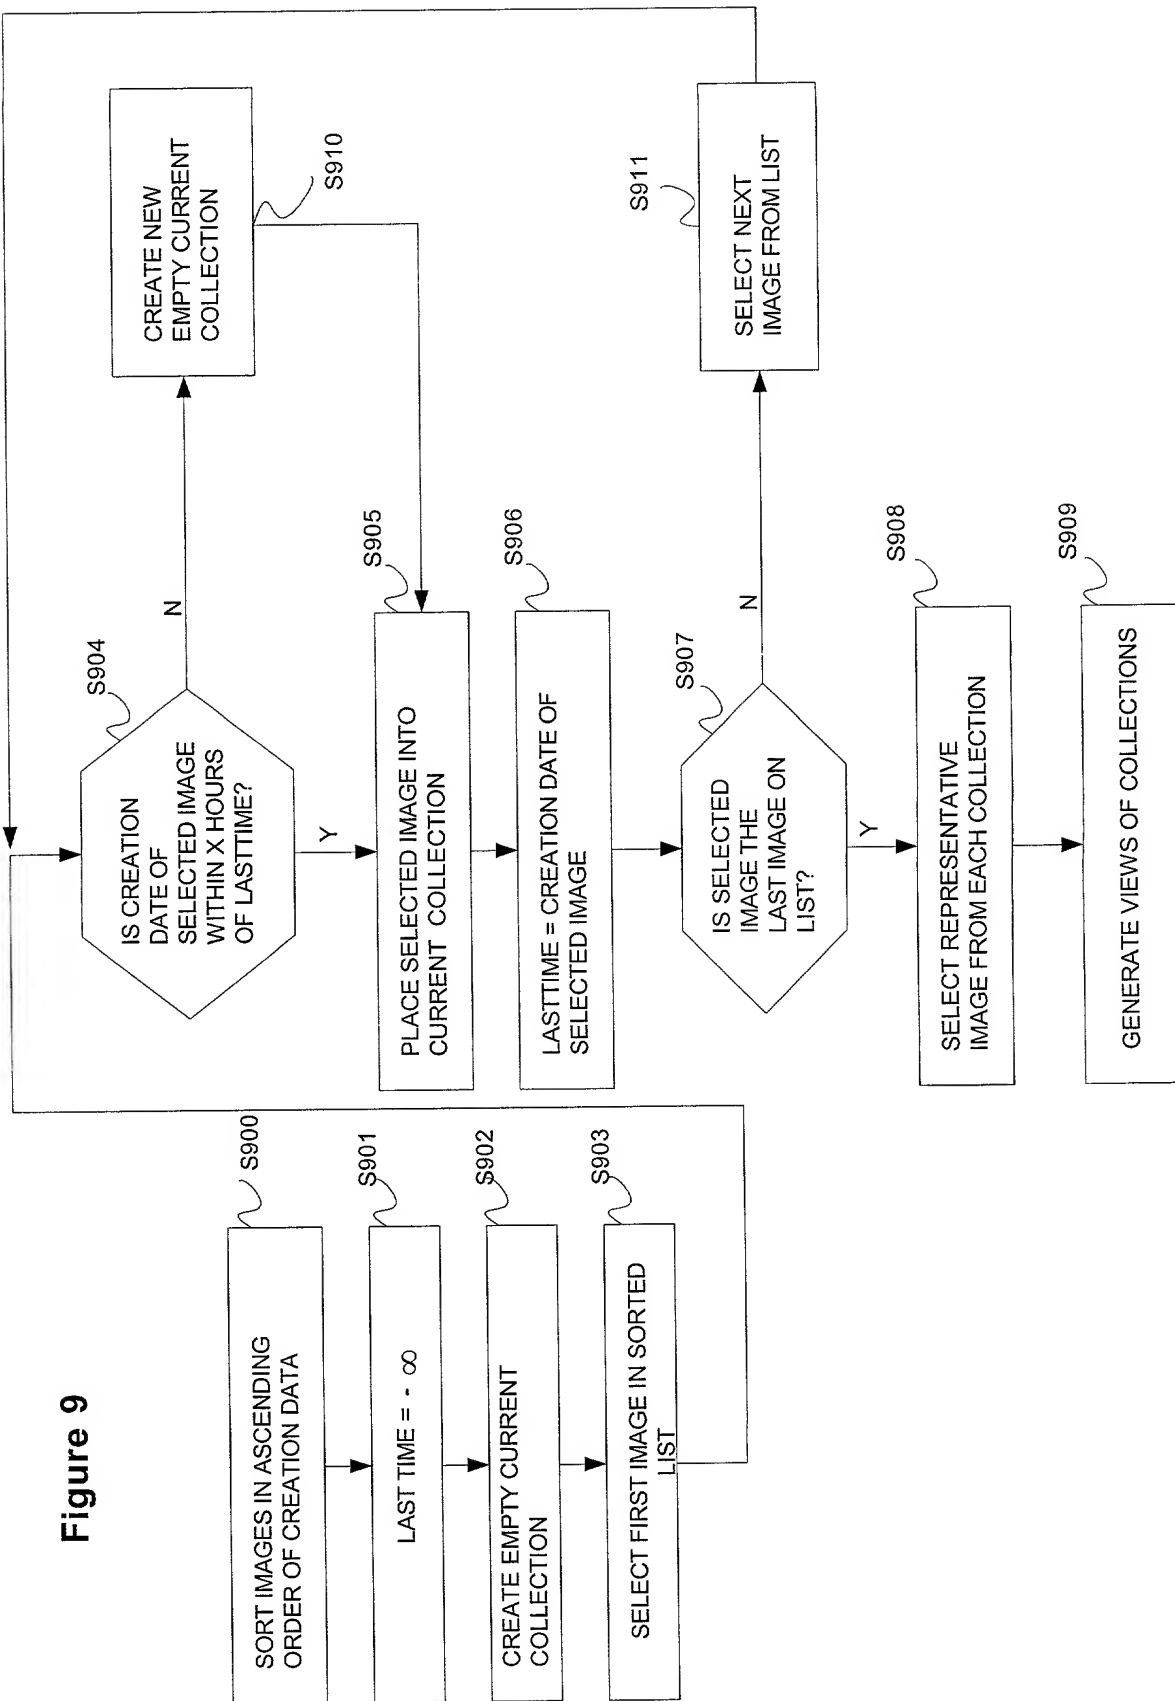 Figure 9
SORT IMAGES IN ASCENDING
ORDER OF CREATION DATA
S900
LAST TIME = - ∞
S901
CREATE EMPTY CURRENT
COLLECTION
S902
SELECT FIRST IMAGE IN SORTED
LIST
S903
IS CREATION
DATE OF
SELECTED IMAGE
WITHIN X HOURS
OF LASTTIME?
S904
Y
N
CREATE NEW
EMPTY CURRENT
COLLECTION
S910
PLACE SELECTED IMAGE INTO
CURRENT COLLECTION
S905
LASTTIME = CREATION DATE OF
SELECTED IMAGE
S906
IS SELECTED
IMAGE THE
LAST IMAGE ON
LIST?
S907
Y
N
SELECT NEXT
IMAGE FROM LIST
S911
SELECT REPRESENTATIVE
IMAGE FROM EACH COLLECTION
S908
GENERATE VIEWS OF COLLECTIONS
S909